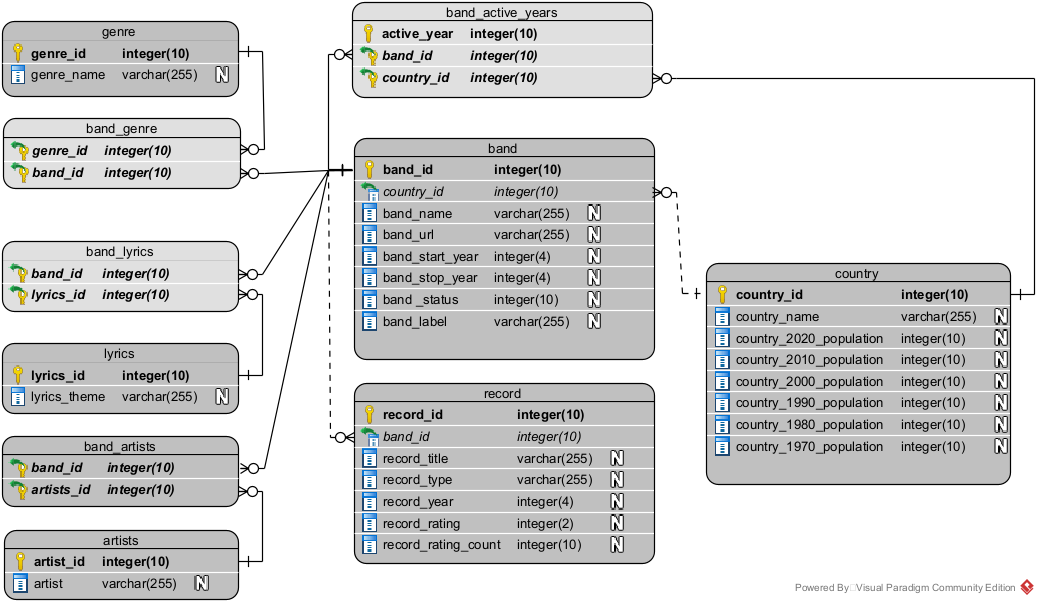 genre
genre_id integer(10)
genre_name varchar(255) N
band_genre
genre_id integer(10)
band_id integer(10)
band_lyrics
band_id integer(10)
lyrics_id integer(10)
lyrics
lyrics_id integer(10)
lyrics_theme varchar(255) N
band_artists
band_id integer(10)
artists_id integer(10)
artists
artist_id integer(10)
artist varchar(255) N
band_active_years
active_year integer(10)
band_id integer(10)
country_id integer(10)
band
band_id integer(10)
country_id integer(10)
band_name varchar(255) N
band_url varchar(255) N
band_start_year integer(4) N
band_stop_year integer(4) N
band _status integer(10) N
band_label varchar(255) N
record
record_id integer(10)
band_id integer(10)
record_title varchar(255) N
record_type varchar(255) N
record_year integer(4) N
record_rating integer(2) N
record_rating_count integer(10) N
country
country_id integer(10)
country_name varchar(255) N
country_2020_population integer(10) N
country_2010_population integer(10) N
country_2000_population integer(10) N
country_1990_population integer(10) N
country_1980_population integer(10) N
country_1970_population integer(10) N
Powered By Visual Paradigm Community Edition